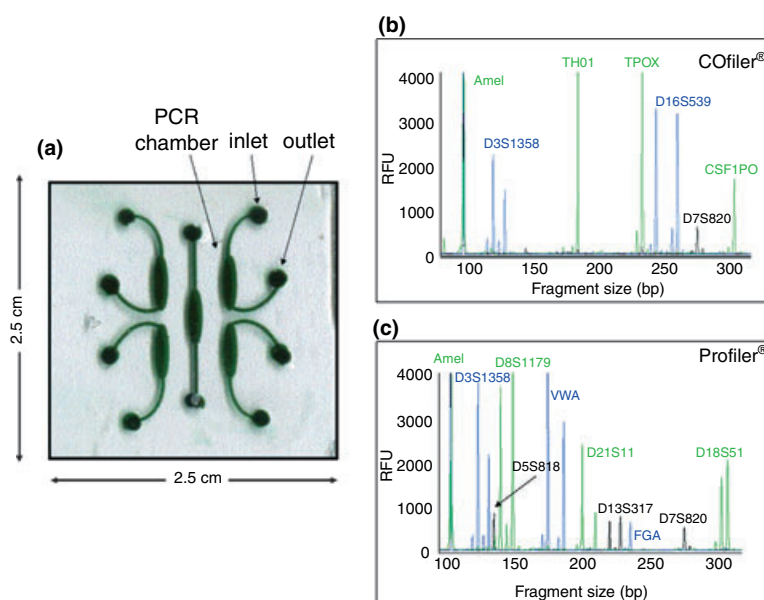 (a)
PCR
chamber
inlet
outlet
2.5 cm
2.5 cm
(b)
COfiler®
Amel
TH01
TPOX
D3S1358
D16S539
CSF1PO
D7S820
RFU
4000
3000
2000
1000
0
100
150
200
250
300
Fragment size (bp)
(c)
Profiler®
Amel
D8S1179
D3S1358
VWA
D5S818
D21S11
D18S51
D13S317
D7S820
FGA
RFU
4000
3000
2000
1000
0
100
150
200
250
300
Fragment size (bp)